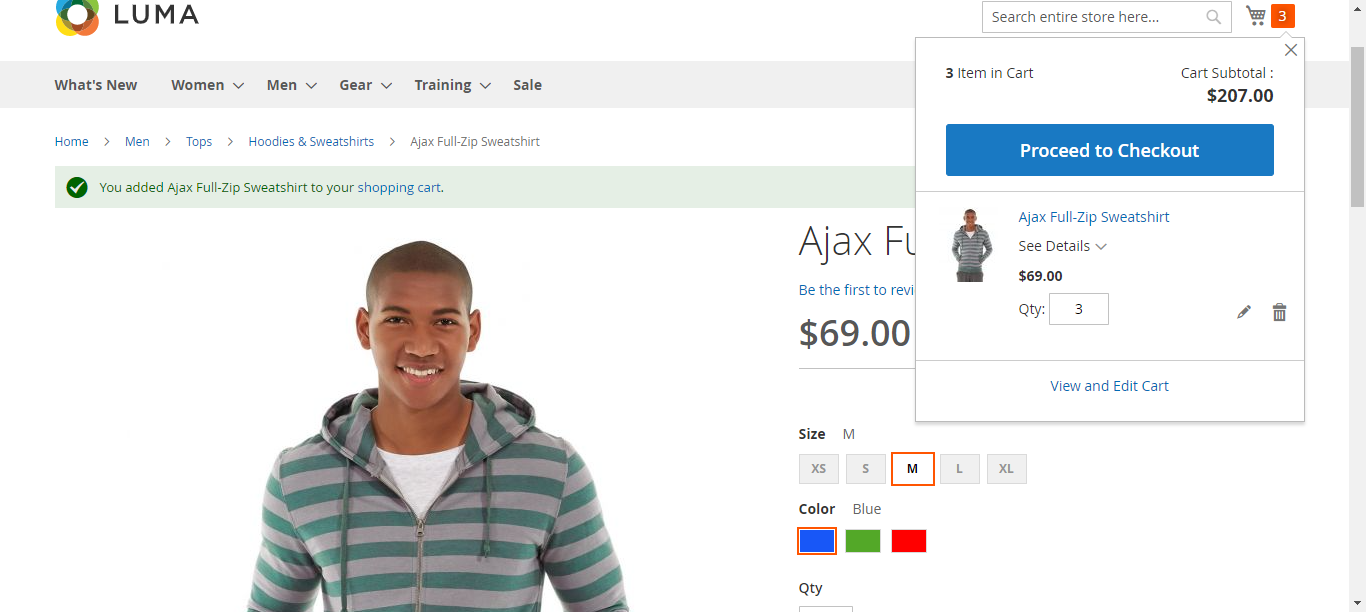 LUMA
Search entire store here...
3
What's New Women Men Gear Training Sale
3 Item in Cart
Cart Subtotal :
$207.00
Proceed to Checkout
Home Men Tops Hoodies & Sweatshirts Ajax Full-Zip Sweatshirt
You added Ajax Full-Zip Sweatshirt to your shopping cart.
Ajax Full-Zip Sweatshirt
See Details
$69.00
Qty: 3
View and Edit Cart
Ajax Fu
Be the first to revi
$69.00
Size M
XS S M L XL
Color Blue
Qty